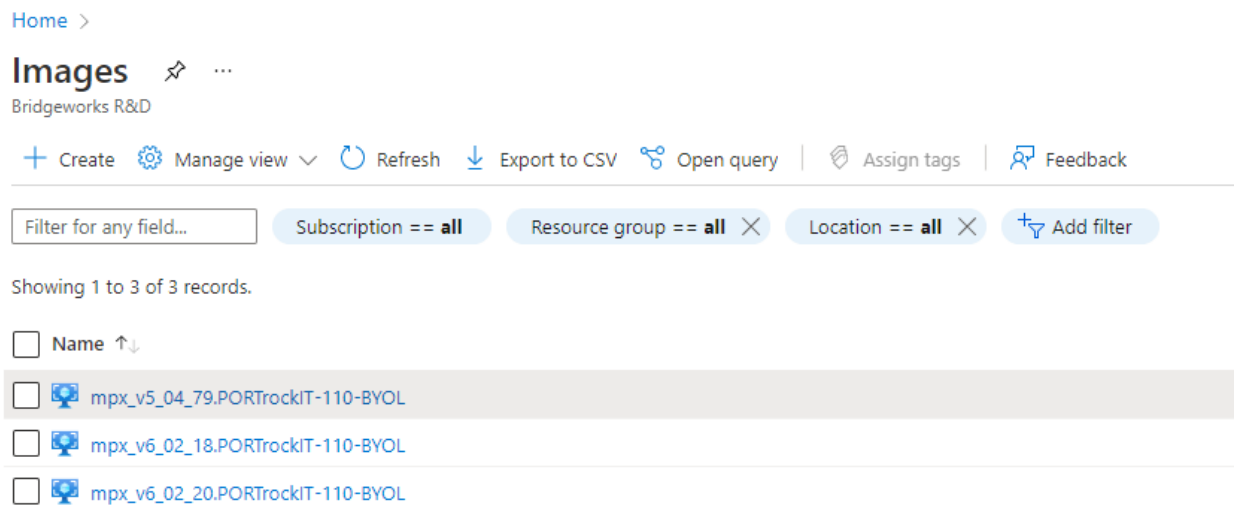 Home >
Images ...
Bridgeworks R&D
+ Create Manage view Refresh Export to CSV Open query Assign tags Feedback
Filter for any field... Subscription == all Resource group == all Location == all Add filter
Showing 1 to 3 of 3 records.
Name ↑↓
mpx_v5_04_79.PORTrockIT-110-BYOL
mpx_v6_02_18.PORTrockIT-110-BYOL
mpx_v6_02_20.PORTrockIT-110-BYOL